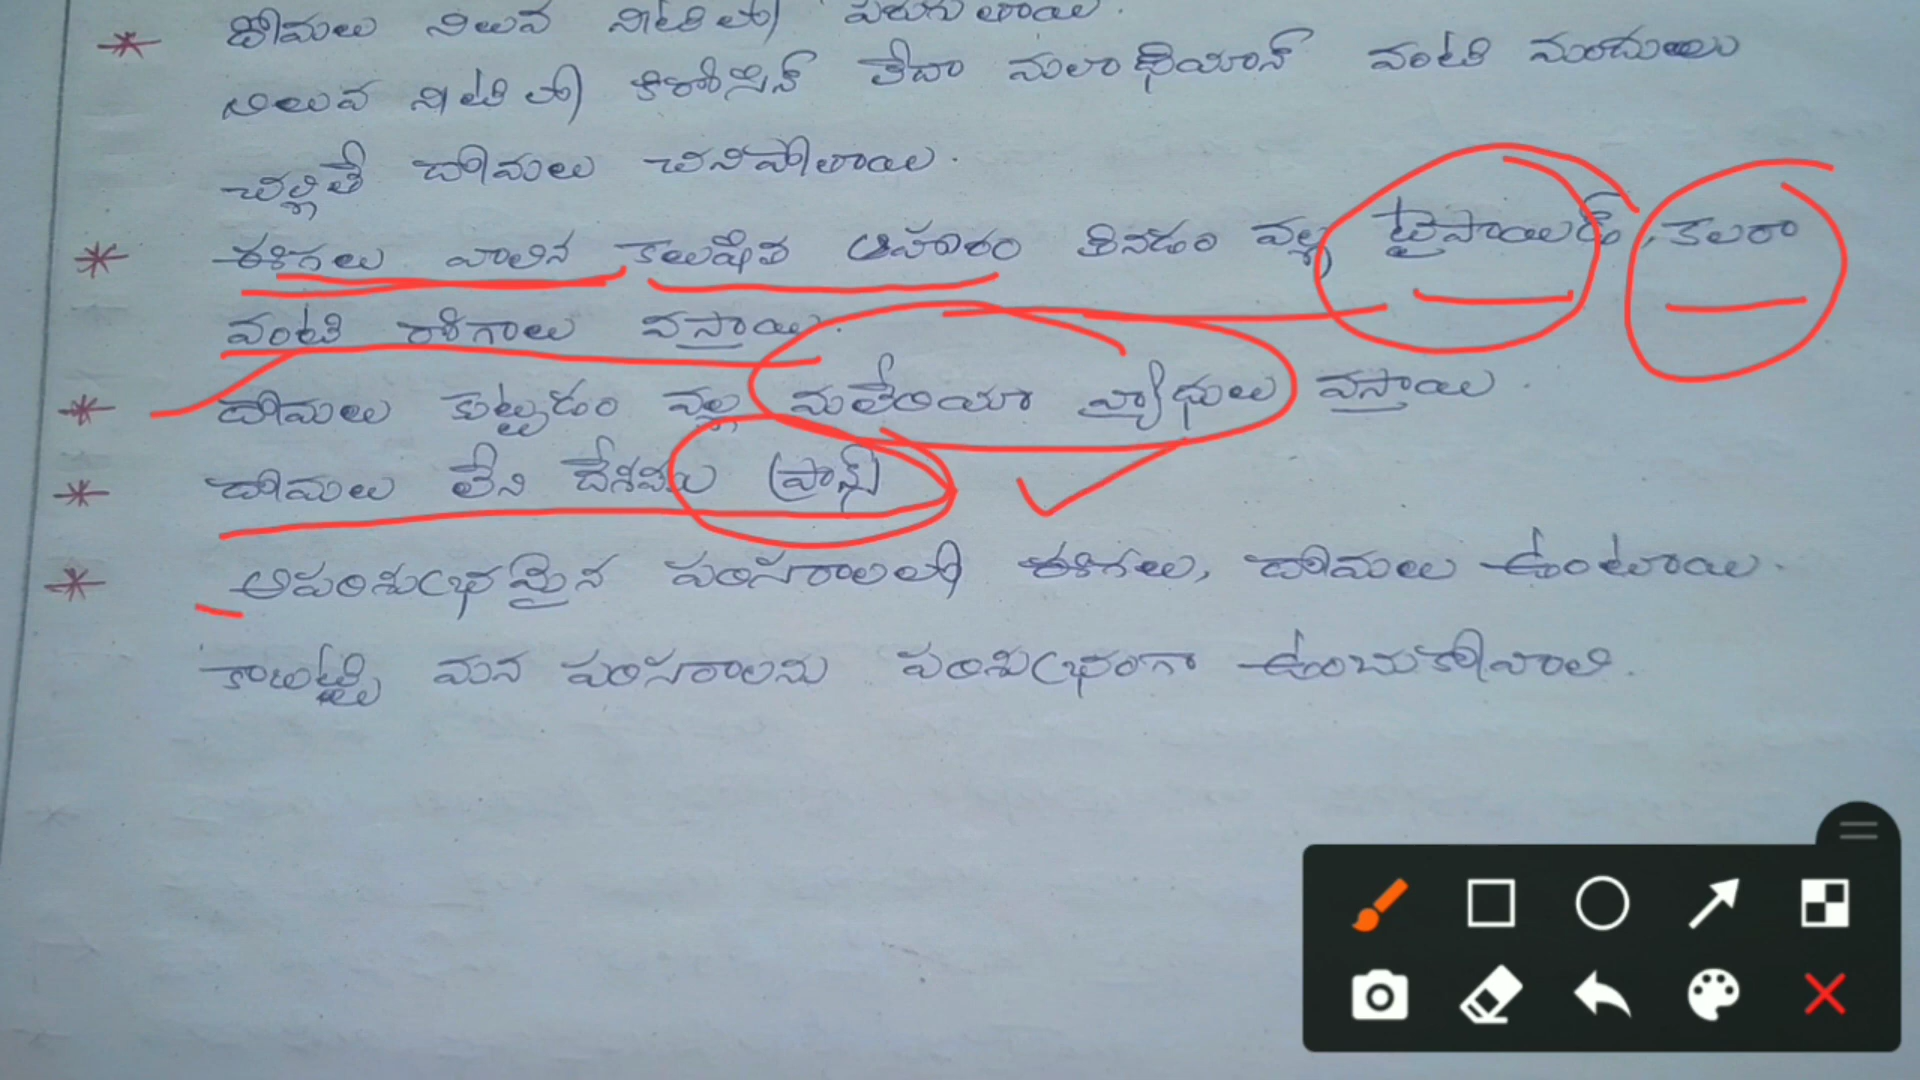 దోమలు నిలువ నీటిలో పెరుగుతాయి.
నిలువ నీటి లో కిరోసిన్ లేదా మలాథియాన్ వంటి మందులు
చల్లితే దోమలు చనిపోతాయి.
ఈగలు వాలిన కలుషిత ఆహారం తినడం వల్ల టైపాయిడ్, కలరా
వంటి రోగాలు వస్తాయి.
దోమలు కుట్టుడం వల్ల మలేరియా వ్యాధులు వస్తాయి.
దోమలు లేని దేశము (ప్రాన్స్)
అపరిశుభ్రమైన పరిసరాలలో ఈగలు, దోమలు ఉంటాయి.
కాబట్టి మన పరిసరాలను పరిశుభ్రంగా ఉంచుకోవాలి.